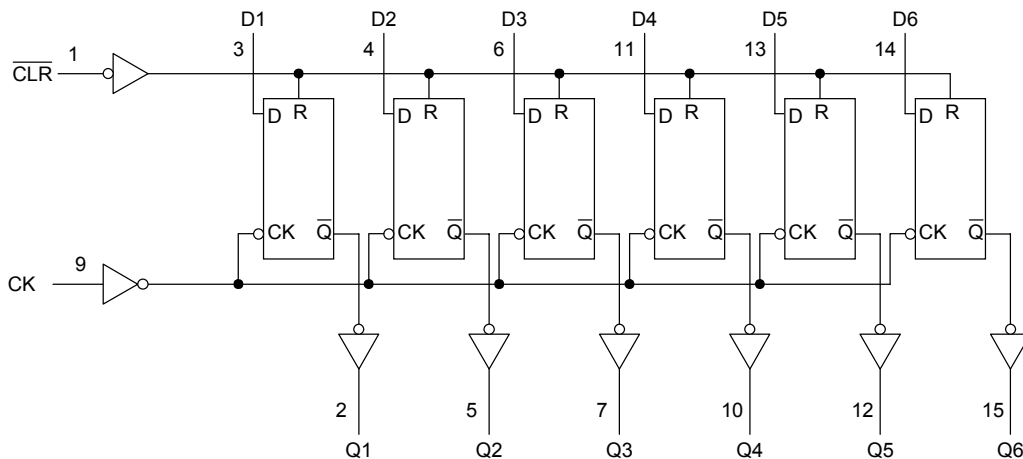 D1 D2 D3 D4 D5 D6
3 4 6 11 13 14
C̅L̅R̅ 1
R R R R R R
D D D D D D
CK Q̅ CK Q̅ CK Q̅ CK Q̅ CK Q̅ CK Q̅
CK 9
2 5 7 10 12 15
Q1 Q2 Q3 Q4 Q5 Q6